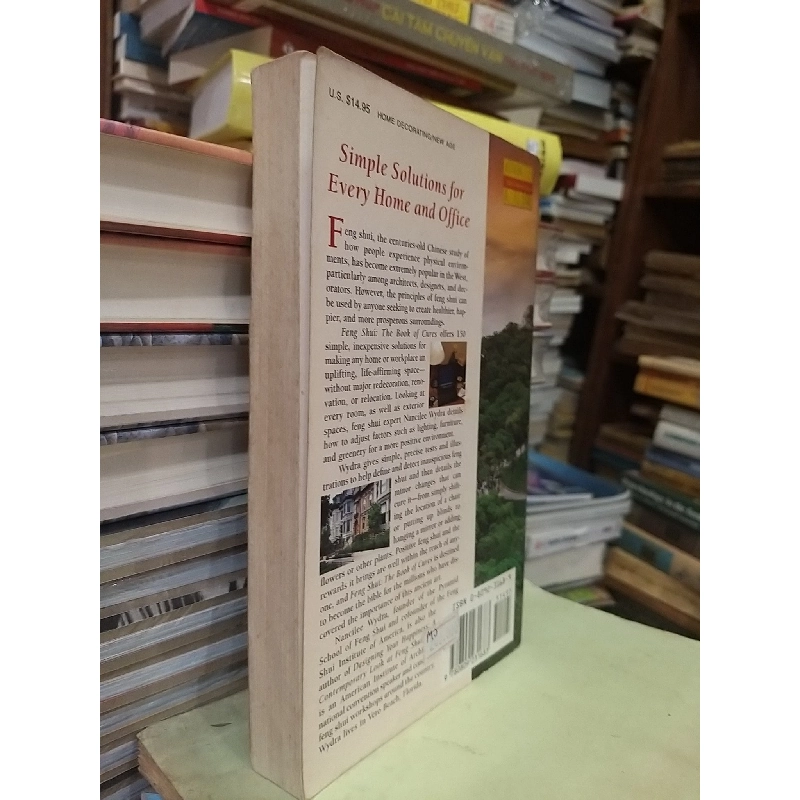 CẨI TÂM CHUYỂN VẬN
U.S. $14.95 HOME DECORATING/NEW AGE
Simple Solutions for
Every Home and Office
Feng shui, the centuries-old Chinese study of
how people experience physical environ-
ments, has become extremely popular in the West,
particularly among architects, designers, and dec-
orators. However, the principles of feng shui can
be used by anyone seeking to create healthier, hap-
pier, and more prosperous surroundings.
Feng Shui: The Book of Cures offers 150
simple, inexpensive solutions for
making any home or workplace an
uplifting, life-affirming space—
without major redecoration, reno-
vation, or relocation. Looking at
every room, as well as exterior
spaces, feng shui expert Nancilee Wydra details
how to adjust factors such as lighting, furniture,
and greenery for a more positive environment.
Wydra gives simple, precise tests and illus-
trations to help define and detect inauspicious feng
shui and then details the
minor changes that can
cure it—from simply shift-
ing the location of a chair
or putting up blinds to
hanging a mirror or adding
flowers or other plants. Positive feng shui and the
rewards it brings are well within the reach of any-
one, and Feng Shui: The Book of Cures is destined
to become the bible for the millions who have dis-
covered the importance of this ancient art.
Nancilee Wydra, founder of the Pyramid
School of Feng Shui and cofounder of the Feng
Shui Institute of America, is also the
author of Designing Your Happiness: A
Contemporary Look at Feng Shui.
is an American Institute of
national convention speaker and
feng shui workshops around the country.
Wydra lives in Vero Beach, Florida.
MJ
ISBN 0-8092-3168